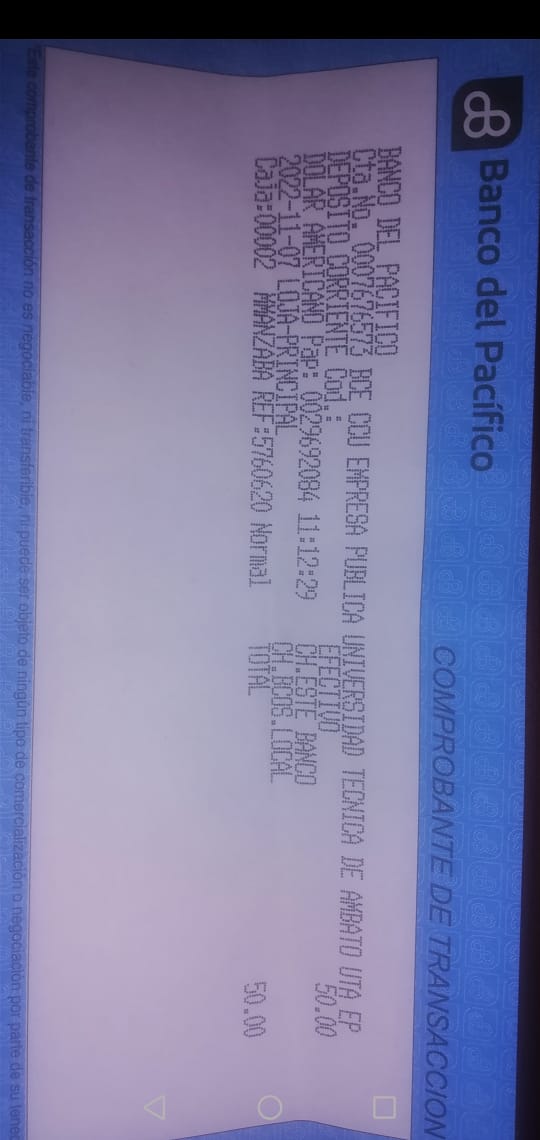 Banco del Pacífico
COMPROBANTE DE TRANSACCION
BANCO DEL PACIFICO
Cta.No. 0007676573 BCE CCU EMPRESA PUBLICA UNIVERSIDAD TECNICA DE AMBATO UTA EP
DEPOSITO CORRIENTE Cod.: EFECTIVO 50.00
DOLAR AMERICANO Pap: 0029692084 11:12:29 CH.ESTE BANCO
2022-11-07 LOJA-PRINCIPAL CH.BCOS.LOCAL
Caja:00002 MMANZABA REF:5760620 Normal TOTAL 50.00
Este comprobante de transacción no es negociable, ni transferible, ni puede ser objeto de ningún tipo de comercialización o negociación por parte de su tene